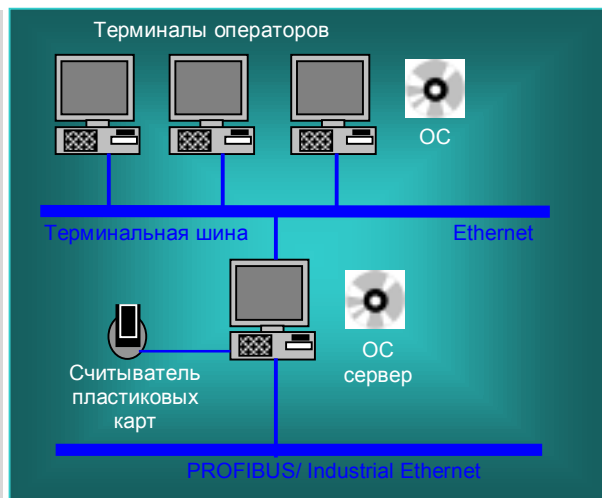 Терминалы операторов
ОС
Терминальная шина
Ethernet
ОС
сервер
Считыватель
пластиковых
карт
PROFIBUS/ Industrial Ethernet